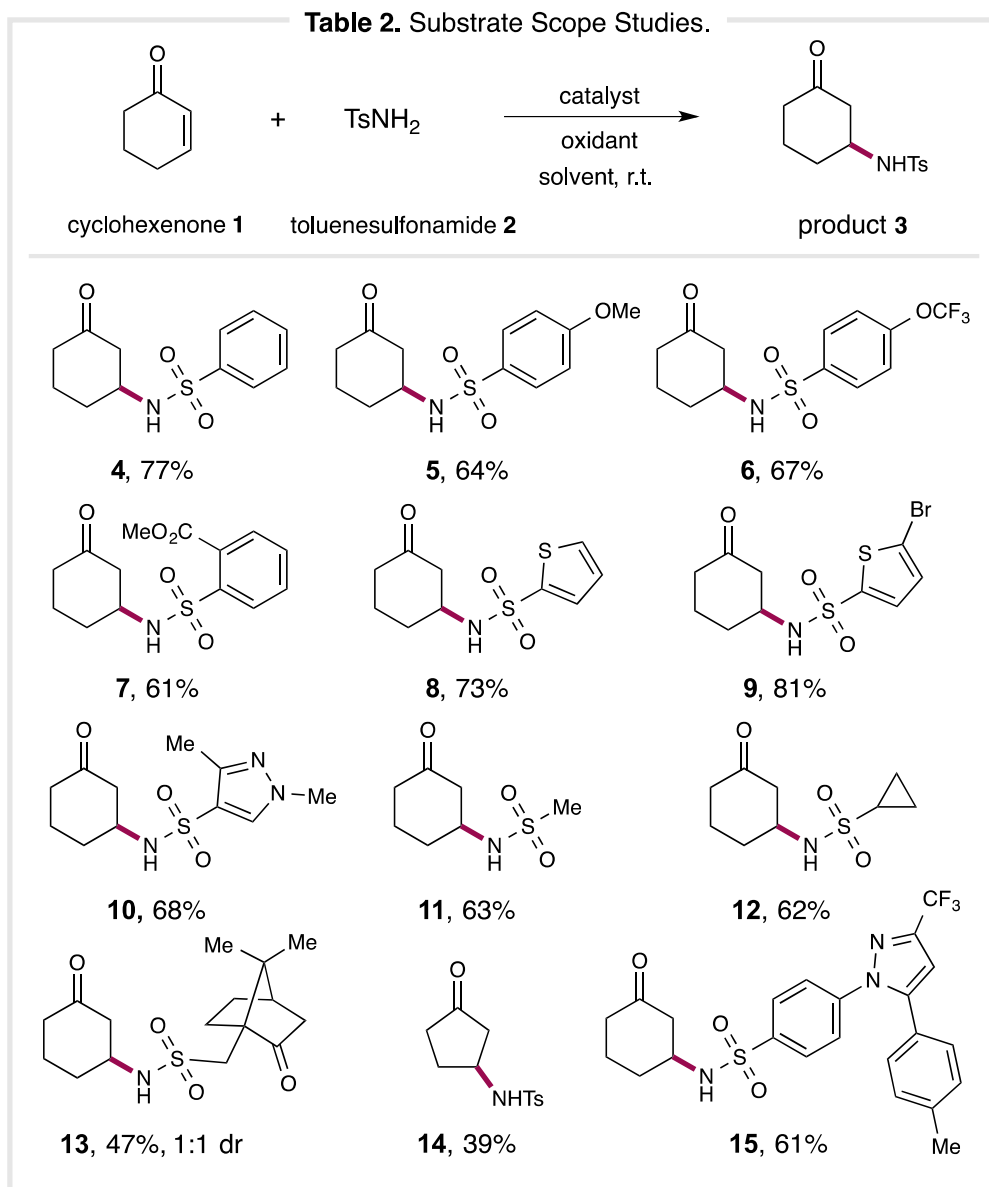 Table 2. Substrate Scope Studies.
O
+
TsNH₂
catalyst
oxidant
solvent, r.t.
O
NHTs
cyclohexenone 1
toluenesulfonamide 2
product 3
O
O
S
N
H
O
4, 77%
O
O
S
N
H
O
OMe
5, 64%
O
O
S
N
H
O
OCF₃
6, 67%
O
MeO₂C
O
S
N
H
O
7, 61%
O
O
S
S
N
H
O
8, 73%
O
O
S
S
Br
N
H
O
9, 81%
O
Me
N
N
Me
O
S
N
H
O
10, 68%
O
O
Me
S
N
H
O
11, 63%
O
O
S
N
H
O
12, 62%
O
Me
Me
O
S
N
H
O
O
13, 47%, 1:1 dr
O
NHTs
14, 39%
O
O
S
N
H
O
N
N
CF₃
Me
15, 61%